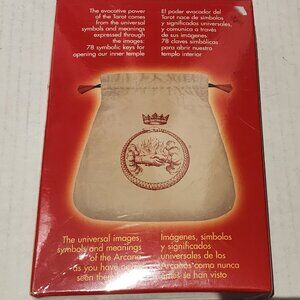 The evocative power
of the Tarot comes
from the universal
symbols and meanings
expressed through
the images:
78 symbolic keys for
opening our inner temple
El poder evocador del
Tarot nace de símbolos
y significados universales,
y comunica a través
de sus imágenes:
78 claves simbólicas
para abrir nuestro
templo interior
The universal images,
symbols and meanings
of the Arcana
as you have never
seen them
Imágenes, símbolos
y significados
universales de los
Arcanos como nunca
antes se han visto